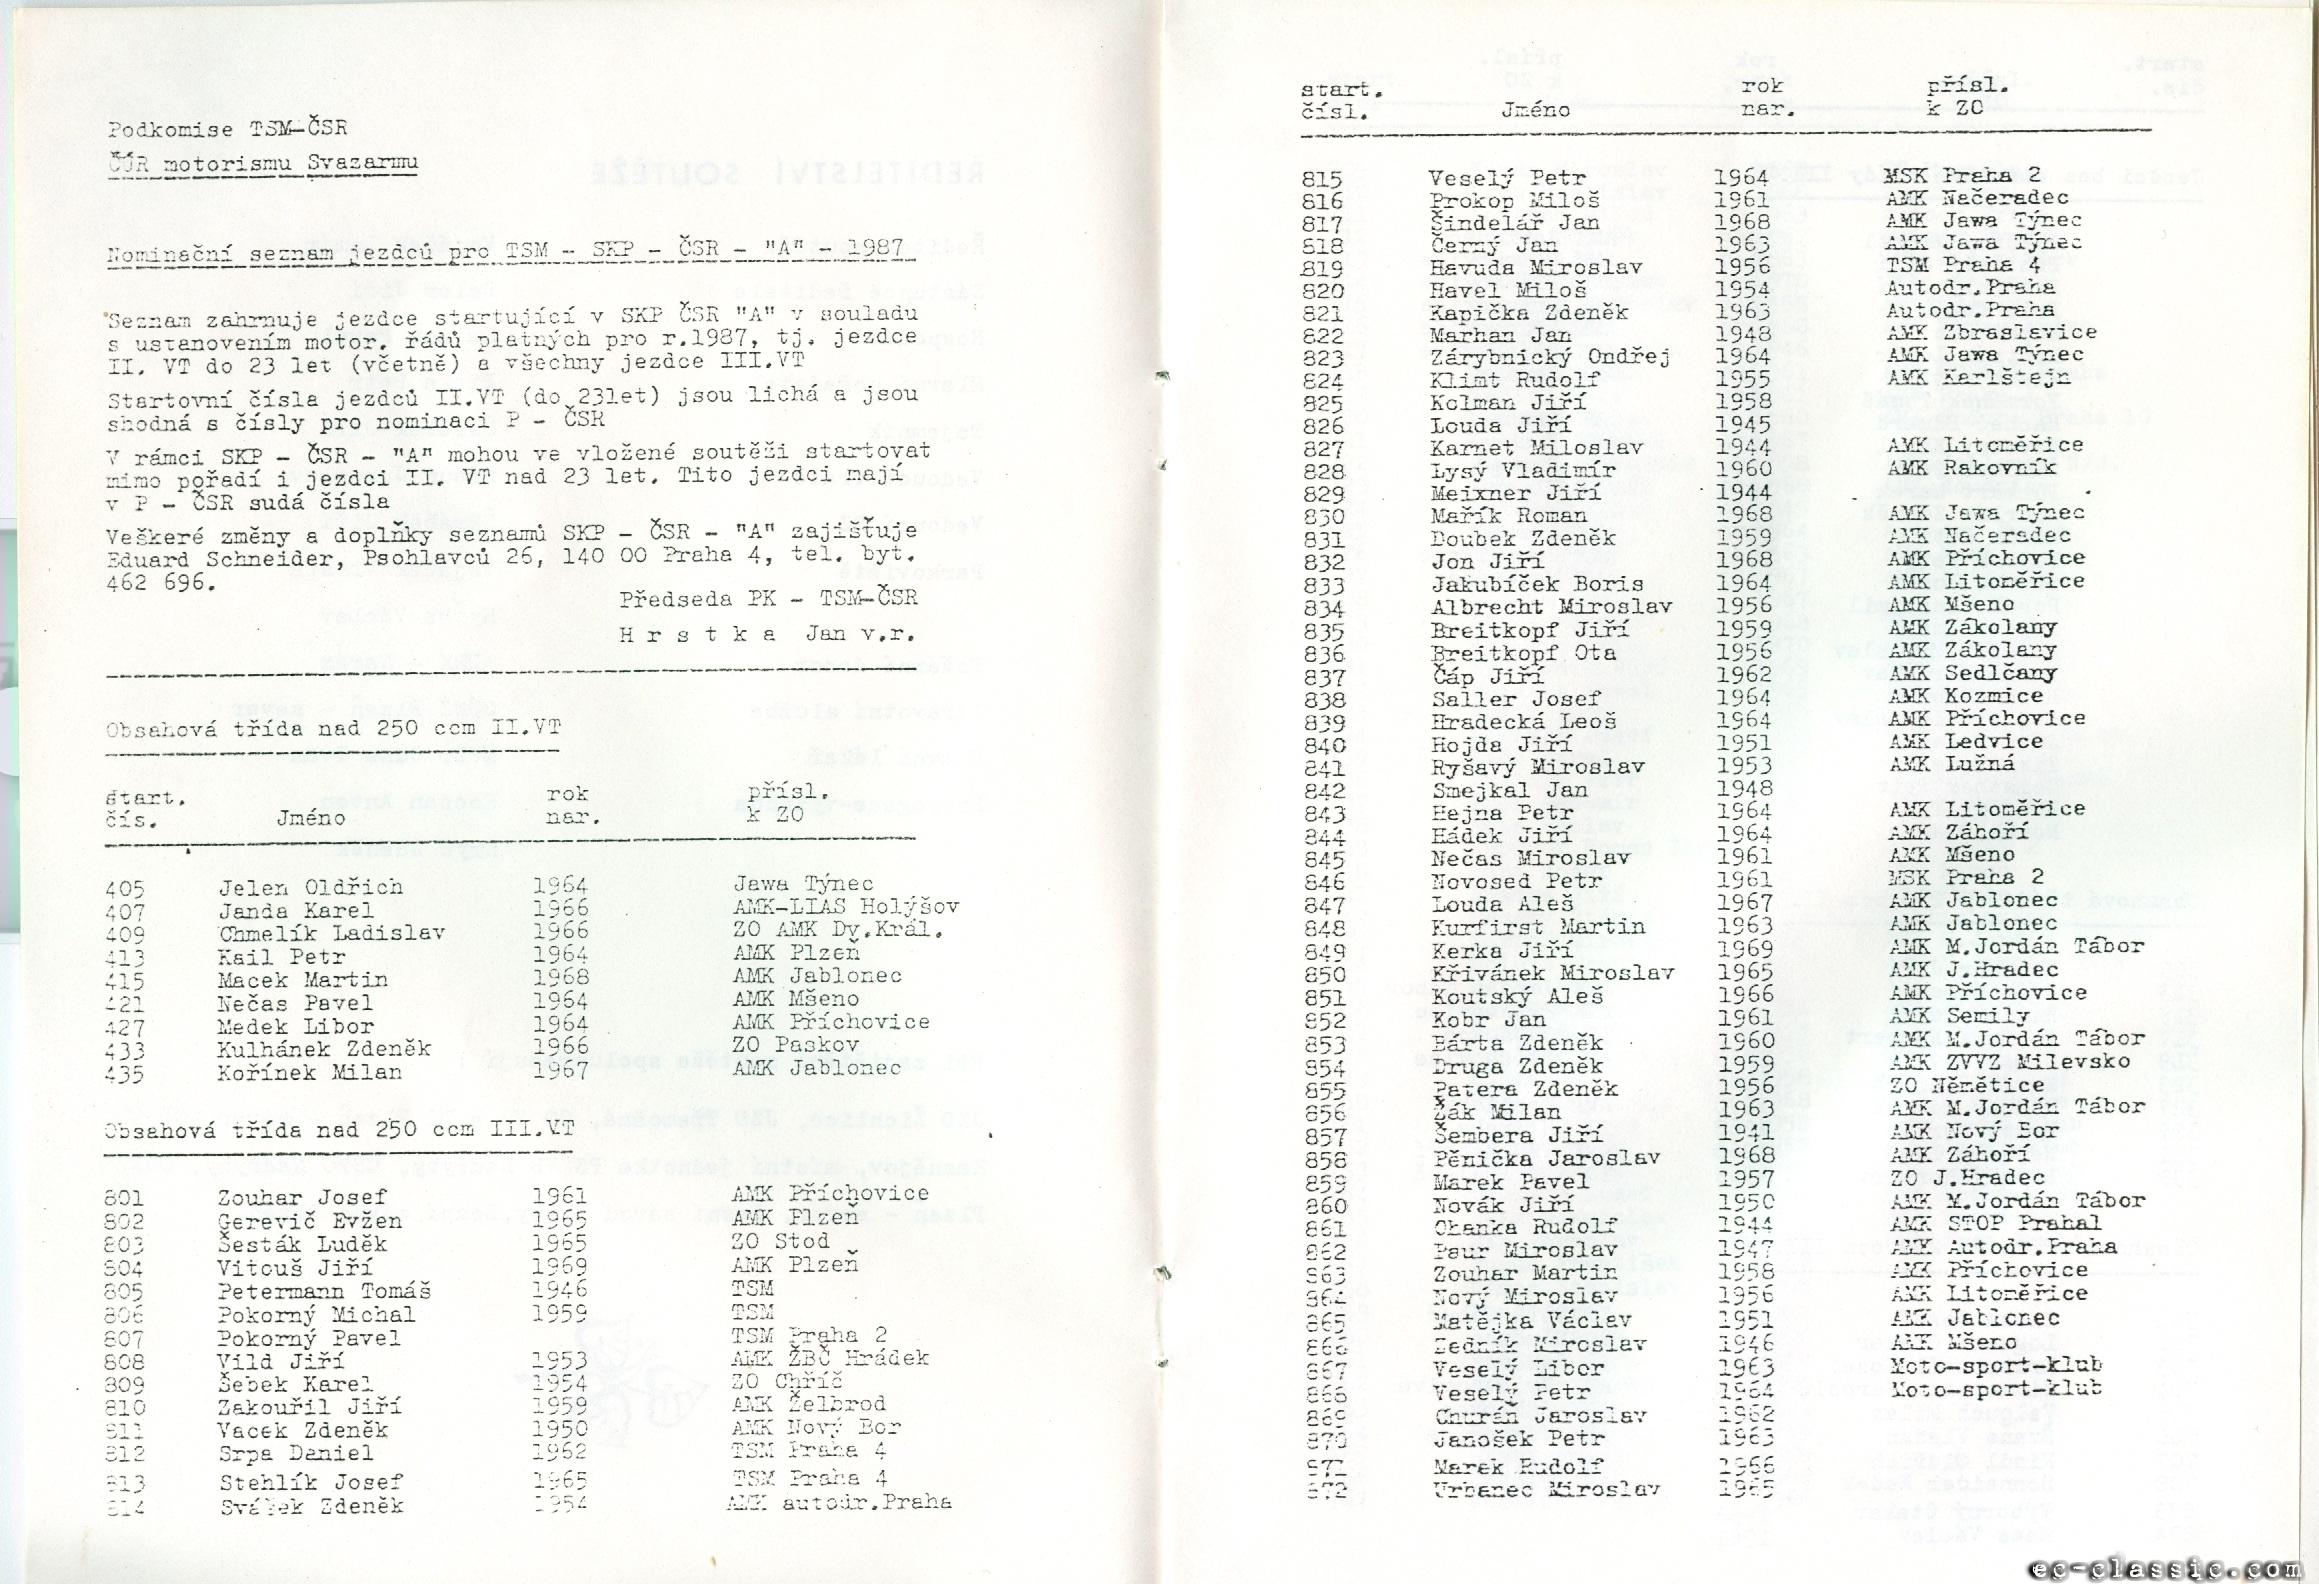 Podkomise TSM-ČSR
ČÚR motorismu Svazarmu
Nominační seznam jezdců pro TSM - SKP - ČSR - "A" - 1987
Seznam zahrnuje jezdce startující v SKP ČSR "A" v souladu
s ustanovením motor. řádů platných pro r.1987, tj. jezdce
II. VT do 23 let (včetně) a všechny jezdce III.VT
Startovní čísla jezdců II.VT (do 23let) jsou lichá a jsou
shodná s čísly pro nominaci P - ČSR
V rámci SKP - ČSR - "A" mohou ve vložené soutěži startovat
mimo pořadí i jezdci II. VT nad 23 let. Tito jezdci mají
v P - ČSR sudá čísla
Veškeré změny a doplňky seznamů SKP - ČSR - "A" zajišťuje
Eduard Schneider, Psohlavců 26, 140 00 Praha 4, tel. byt.
462 696.
Předseda PK - TSM-ČSR
H r s t k a Jan v.r.
Obsahová třída nad 250 ccm II.VT
start. rok přísl.
čís. Jméno nar. k ZO
405 Jelen Oldřich 1964 Jawa Týnec
407 Janda Karel 1966 AMK-LIAS Holýšov
409 Chmelík Ladislav 1966 ZO AMK Dv.Král.
413 Kail Petr 1964 AMK Plzeň
415 Macek Martin 1968 AMK Jablonec
421 Nečas Pavel 1964 AMK Mšeno
427 Medek Libor 1964 AMK Příchovice
433 Kulhánek Zdeněk 1966 ZO Paskov
435 Kořínek Milan 1967 AMK Jablonec
Obsahová třída nad 250 ccm III.VT
801 Zouhar Josef 1961 AMK Příchovice
802 Gerevič Evžen 1965 AMK Plzeň
803 Šesták Luděk 1965 ZO Stod
804 Vitouš Jiří 1969 AMK Plzeň
805 Petermann Tomáš 1946 TSM
806 Pokorný Michal 1959 TSM
807 Pokorný Pavel TSM Praha 2
808 Vild Jiří 1953 AMK ŽBČ Hrádek
809 Šebek Karel 1954 ZO Chříč
810 Zakouřil Jiří 1959 AMK Želbrod
811 Vacek Zdeněk 1950 AMK Nový Bor
812 Srpa Daniel 1962 TSM Praha 4
813 Stehlík Josef 1965 TSM Praha 4
814 Zdeněk 1954 AMK autodr.Praha
start. rok přísl.
čísl. Jméno nar. k ZO
815 Veselý Petr 1964 MSK Praha 2
816 Prokop Miloš 1961 AMK Načeradec
817 Šindelář Jan 1968 AMK Jawa Týnec
818 Černý Jan 1963 AMK Jawa Týnec
819 Havuda Miroslav 1956 TSM Praha 4
820 Havel Miloš 1954 Autodr.Praha
821 Kapička Zdeněk 1963 Autodr.Praha
822 Marhan Jan 1948 AMK Zbraslavice
823 Zárybnický Ondřej 1964 AMK Jawa Týnec
824 Klimt Rudolf 1955 AMK Karlštejn
825 Kolman Jiří 1958
826 Louda Jiří 1945
827 Karnet Miloslav 1944 AMK Litoměřice
828 Lysý Vladimír 1960 AMK Rakovník
829 Meixner Jiří 1944
830 Mařík Roman 1968 AMK Jawa Týnec
831 Doubek Zdeněk 1959 AMK Načeradec
832 Jon Jiří 1968 AMK Příchovice
833 Jakubíček Boris 1964 AMK Litoměřice
834 Albrecht Miroslav 1956 AMK Mšeno
835 Breitkopf Jiří 1959 AMK Zákolany
836 Breitkopf Ota 1956 AMK Zákolany
837 Čáp Jiří 1962 AMK Sedlčany
838 Saller Josef 1964 AMK Kozmice
839 Hradecká Leoš 1964 AMK Příchovice
840 Hojda Jiří 1951 AMK Ledvice
841 Ryšavý Miroslav 1953 AMK Lužná
842 Smejkal Jan 1948
843 Hejna Petr 1964 AMK Litoměřice
844 Hádek Jiří 1964 AMK Záhoří
845 Nečas Miroslav 1961 AMK Mšeno
846 Novosed Petr 1961 MSK Praha 2
847 Louda Aleš 1967 AMK Jablonec
848 Kurfirst Martin 1963 AMK Jablonec
849 Kerka Jiří 1969 AMK M.Jordán Tábor
850 Křivánek Miroslav 1965 AMK J.Hradec
851 Koutský Aleš 1966 AMK Příchovice
852 Kobr Jan 1961 AMK Semily
853 Bárta Zdeněk 1960 AMK M.Jordán Tábor
854 Druga Zdeněk 1959 AMK ZVVZ Milevsko
855 Patera Zdeněk 1956 ZO Němětice
856 Žák Milan 1963 AMK M.Jordán Tábor
857 Šembera Jiří 1941 AMK Nový Bor
858 Pěnička Jaroslav 1968 AMK Záhoří
859 Marek Pavel 1957 ZO J.Hradec
860 Novák Jiří 1950 AMK M.Jordán Tábor
861 Chanka Rudolf 1944 AMK STOP Praha1
862 Paur Miroslav 1947 AMK Autodr.Praha
863 Zouhar Martin 1958 AMK Příchovice
864 Nový Miroslav 1956 AMK Litoměřice
865 Matějka Václav 1951 AMK Jablonec
866 Miroslav 1946 AMK Mšeno
867 Veselý Libor 1963 Moto-sport-klub
868 Veselý Petr 1964 Moto-sport-klub
869 Churáň Jaroslav 1962
870 Janošek Petr 1963
871 Marek Rudolf 1966
872 Urbanec Miroslav 1965
ec-classic.com